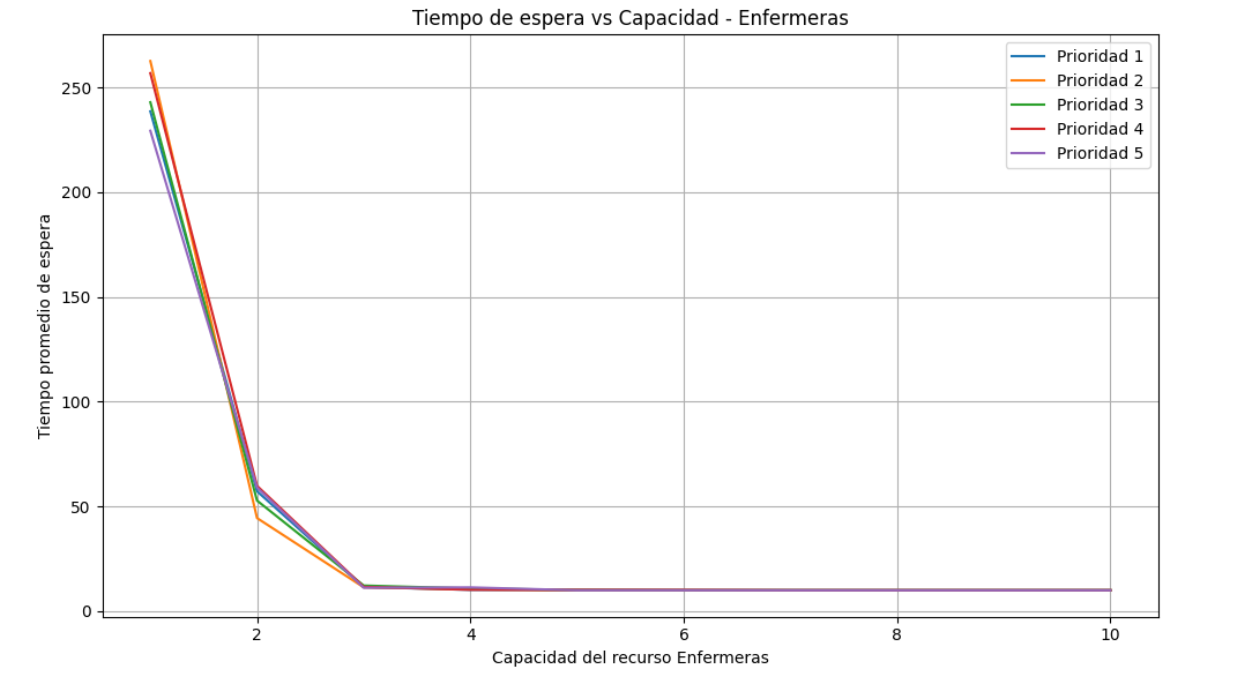 Tiempo de espera vs Capacidad - Enfermeras
Prioridad 1
Prioridad 2
Prioridad 3
Prioridad 4
Prioridad 5
Tiempo promedio de espera
250
200
150
100
50
0
2
4
6
8
10
Capacidad del recurso Enfermeras